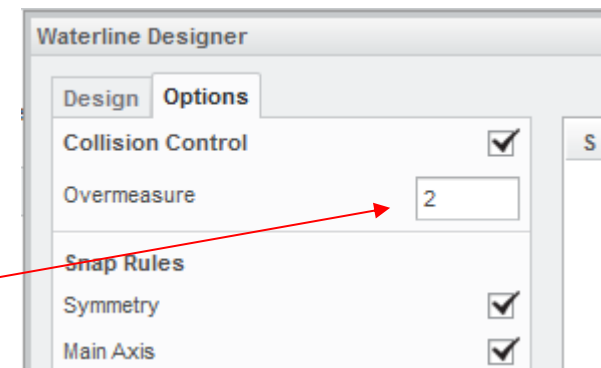 Waterline Designer
Design Options
Collision Control
S
Overmeasure 2
Snap Rules
Symmetry
Main Axis